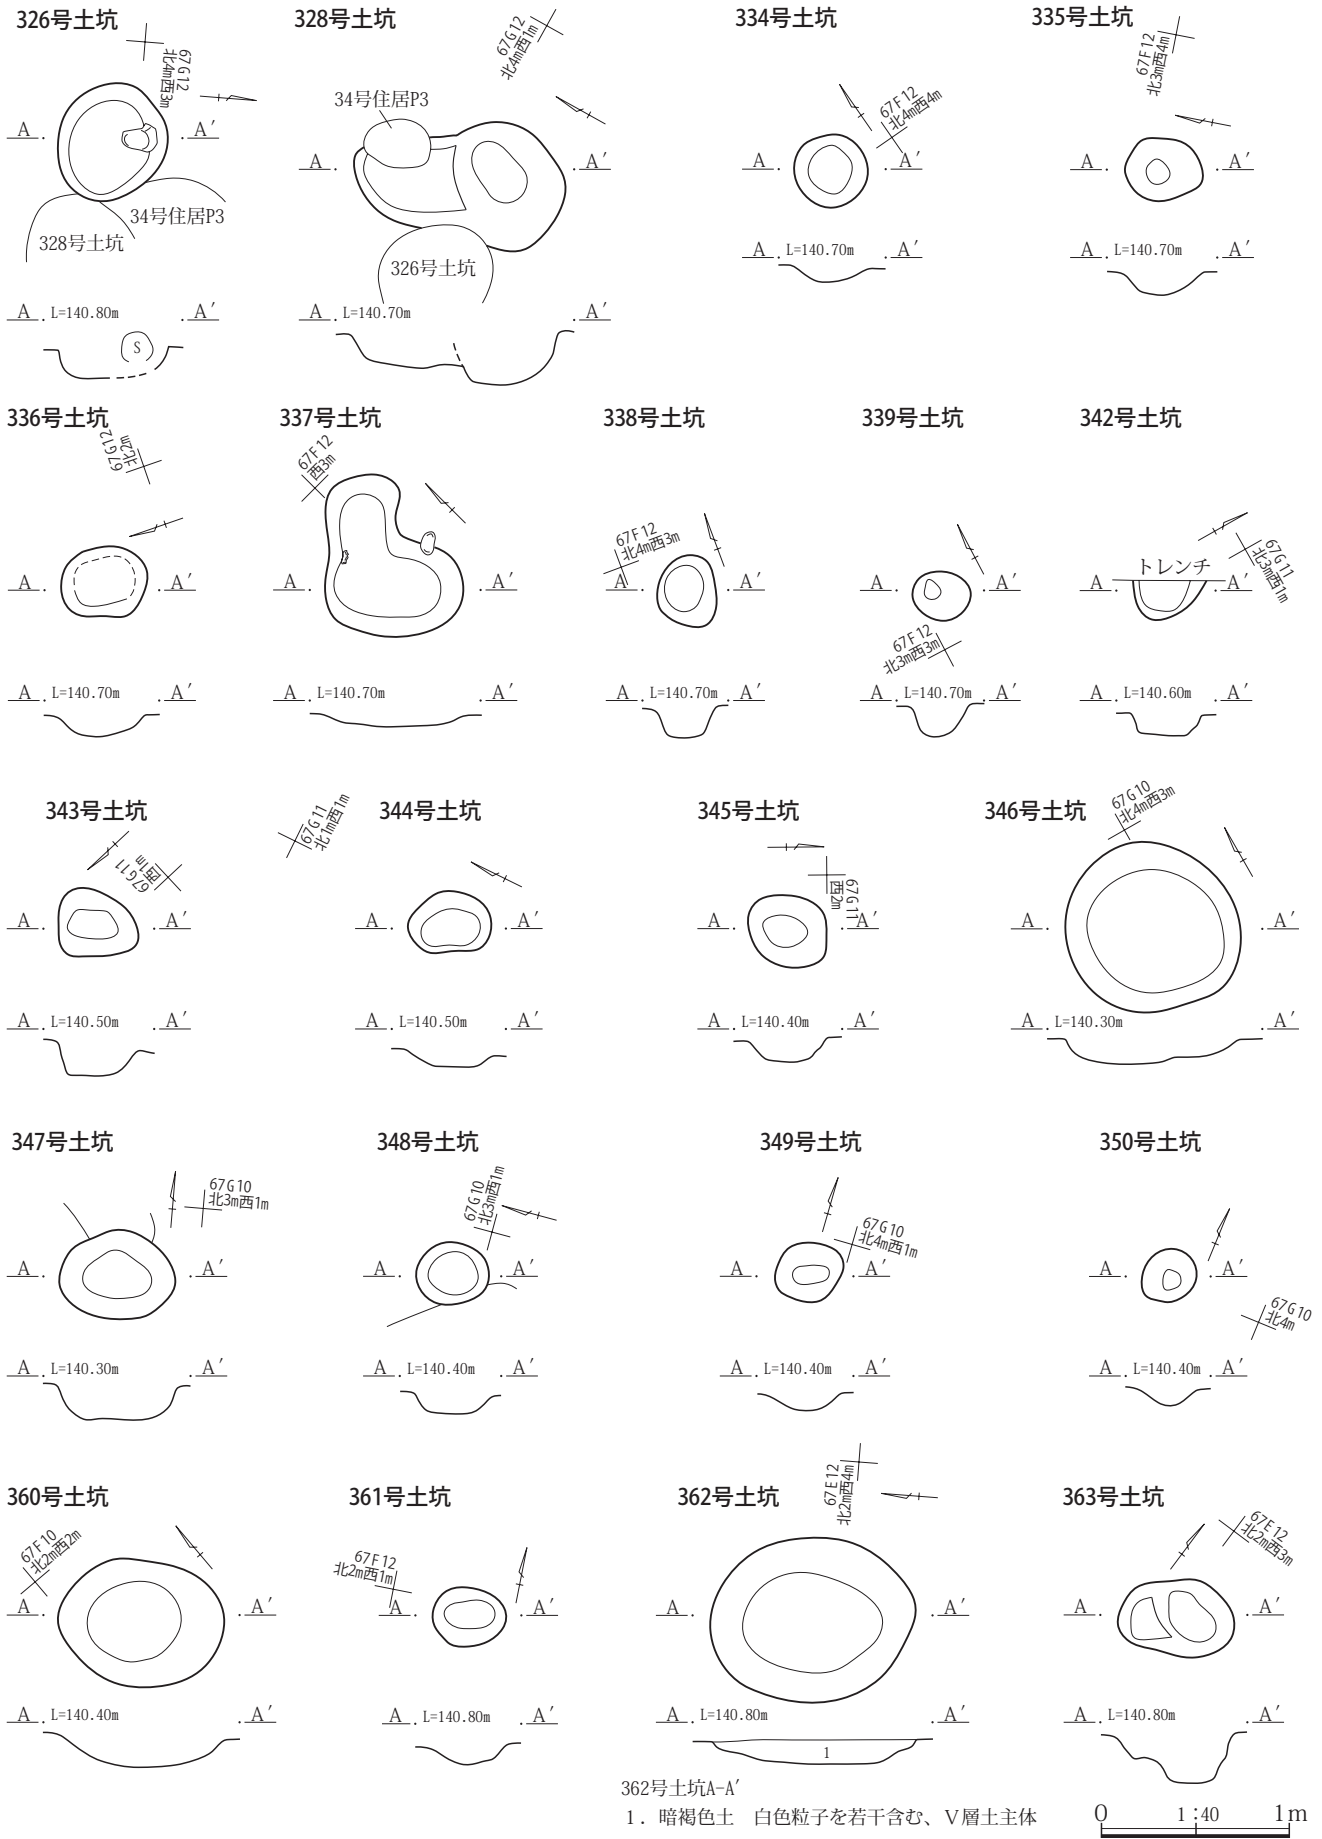 326号土坑
67G12
北4m西3m
A A′
34号住居P3
328号土坑
A L=140.80m A′
S
328号土坑
67G12
北4m西1m
34号住居P3
A A′
326号土坑
A L=140.70m A′
334号土坑
67F12
北4m西4m
A A′
A L=140.70m A′
335号土坑
67F12
北3m西4m
A A′
A L=140.70m A′
336号土坑
67G12
北2m
A A′
A L=140.70m A′
337号土坑
67F12
西3m
A A′
A L=140.70m A′
338号土坑
67F12
北4m西3m
A A′
A L=140.70m A′
339号土坑
A A′
67F12
北3m西3m
A L=140.70m A′
342号土坑
67G11
北3m西1m
トレンチ
A A′
A L=140.60m A′
343号土坑
67G11
西1m
A A′
A L=140.50m A′
344号土坑
67G11
北1m西1m
A A′
A L=140.50m A′
345号土坑
67G11
西2m
A A′
A L=140.40m A′
346号土坑
67G10
北4m西3m
A A′
A L=140.30m A′
347号土坑
67G10
北3m西1m
A A′
A L=140.30m A′
348号土坑
67G10
北3m西1m
A A′
A L=140.40m A′
349号土坑
67G10
北4m西1m
A A′
A L=140.40m A′
350号土坑
A A′
67G10
北4m
A L=140.40m A′
360号土坑
67F10
北2m西2m
A A′
A L=140.40m A′
361号土坑
67F12
北2m西1m
A A′
A L=140.80m A′
362号土坑
67E12
北2m西4m
A A′
A L=140.80m A′
1
363号土坑
67E12
北2m西3m
A A′
A L=140.80m A′
362号土坑A-A′
1．暗褐色土　白色粒子を若干含む、Ⅴ層土主体
0 1:40 1m